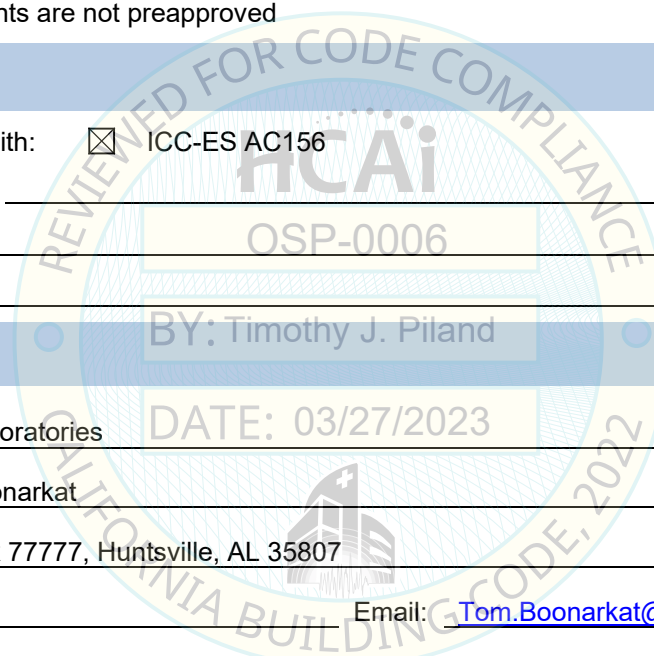 nts are not preapproved
REVIEWED FOR CODE COMPLIANCE
ith: ☒ ICC-ES AC156
HCAi
OSP-0006
BY: Timothy J. Piland
DATE: 03/27/2023
oratories
onarkat
77777, Huntsville, AL 35807
Email: Tom.Boonarkat@
CALIFORNIA BUILDING CODE, 2022